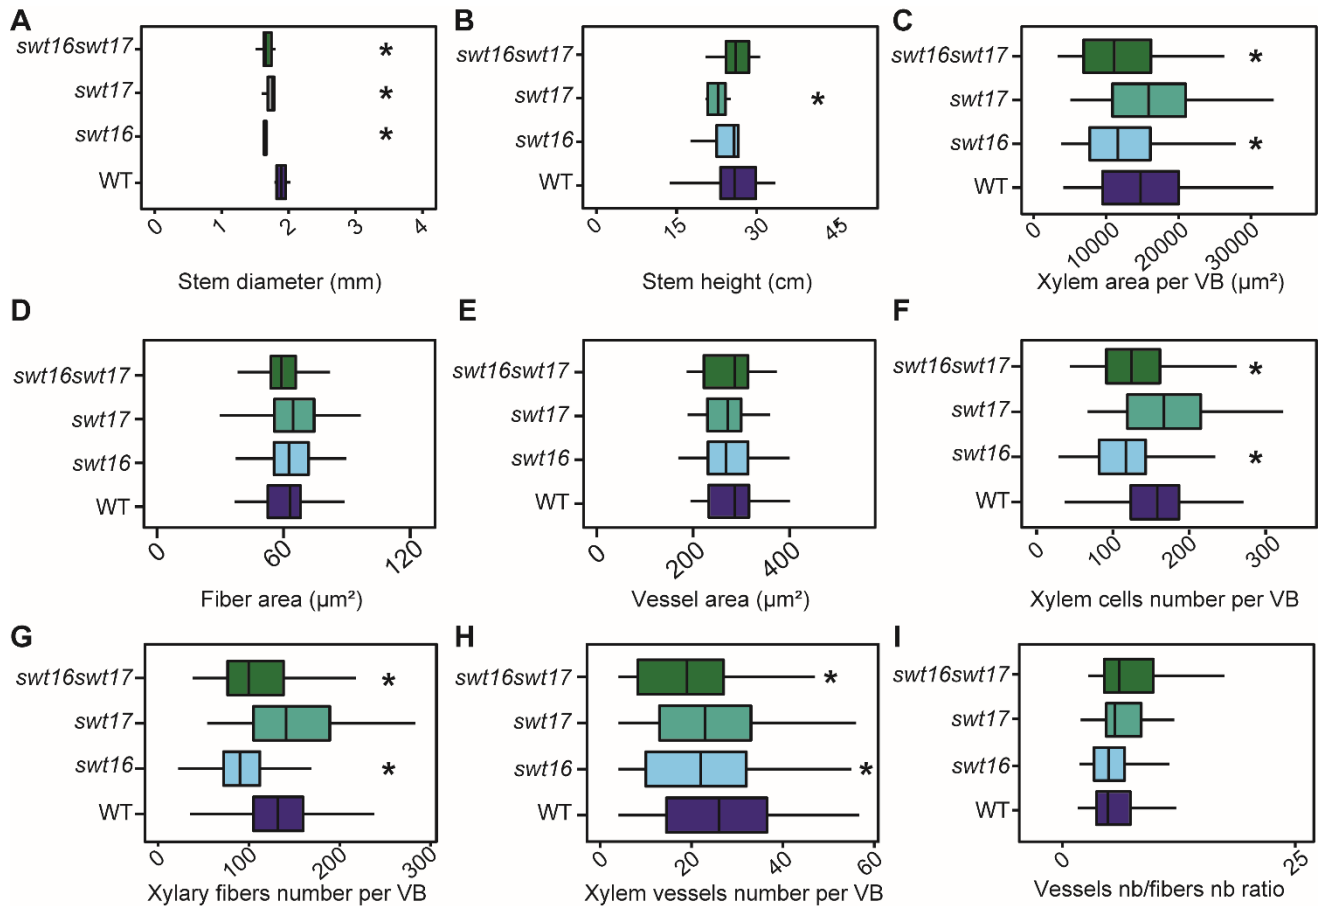 A
swt16swt17
*
swt17
*
swt16
*
WT
0
1
2
3
4
Stem diameter (mm)
B
swt16swt17
swt17
*
swt16
WT
0
15
30
45
Stem height (cm)
C
swt16swt17
*
swt17
swt16
*
WT
0
10000
20000
30000
Xylem area per VB (µm²)
D
swt16swt17
swt17
swt16
WT
0
60
120
Fiber area (µm²)
E
swt16swt17
swt17
swt16
WT
0
200
400
Vessel area (µm²)
F
swt16swt17
*
swt17
swt16
*
WT
0
100
200
300
Xylem cells number per VB
G
swt16swt17
*
swt17
swt16
*
WT
0
100
200
300
Xylary fibers number per VB
H
swt16swt17
*
swt17
swt16
*
WT
0
20
40
60
Xylem vessels number per VB
I
swt16swt17
swt17
swt16
WT
0
25
Vessels nb/fibers nb ratio